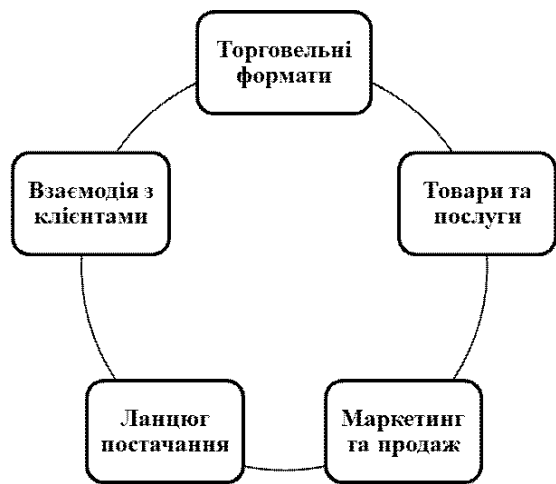 Торговельні
формати
Взаємодія з
клієнтами
Товари та
послуги
Ланцюг
постачання
Маркетинг
та продаж